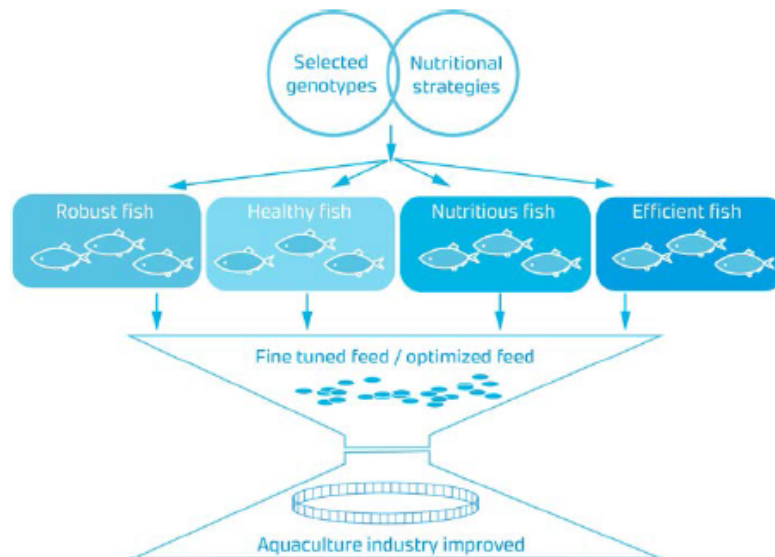 Selected
genotypes
Nutritional
strategies
Robust fish
Healthy fish
Nutritious fish
Efficient fish
Fine tuned feed / optimized feed
Aquaculture industry improved